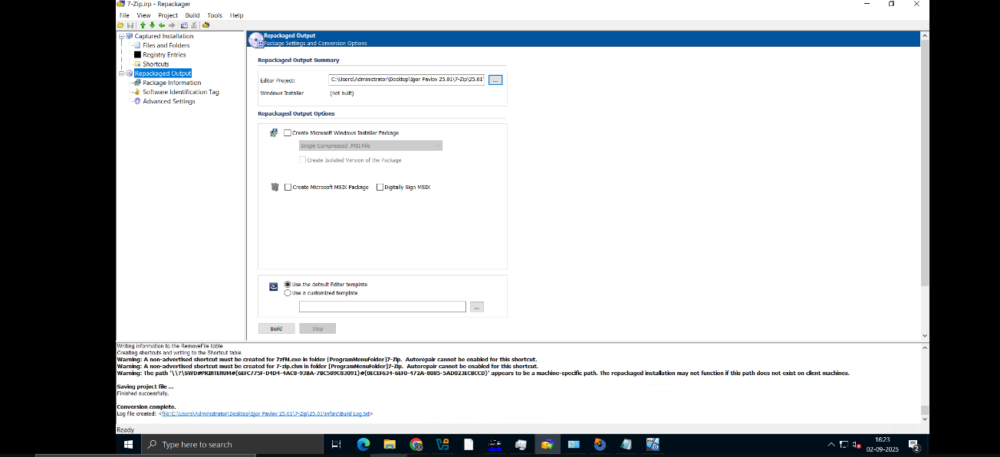 7-Zip.irp - Repackager
File View Project Build Tools Help
Captured Installation
Files and Folders
Registry Entries
Shortcuts
Repackaged Output
Package Information
Software Identification Tag
Advanced Settings
Repackaged Output
Package Settings and Conversion Options
Repackaged Output Summary
Editor Project: C:\Users\Administrator\Desktop\Igor Pavlov 25.01\7-Zip\25.01\ ...
Windows Installer (not built)
Repackaged Output Options
Create Microsoft Windows Installer Package
Single Compressed .MSI File
Create Isolated Version of the Package
Create Microsoft MSIX Package Digitally Sign MSIX
Use the default Editor template
Use a customized template
...
Build Stop
Writing information to the RemoveFile table
Creating shortcuts and writing to the Shortcut table
Warning: A non-advertised shortcut must be created for 7zFM.exe in folder [ProgramMenuFolder]7-Zip. Autorepair cannot be enabled for this shortcut.
Warning: A non-advertised shortcut must be created for 7-zip.chm in folder [ProgramMenuFolder]7-Zip. Autorepair cannot be enabled for this shortcut.
Warning: The path '\\?\SWD#PRINTENUM#{6EFC775F-D4D4-4AC8-93BA-7BC589C83091}#{0ECEF634-6EF0-472A-8085-5AD023ECBCCD}' appears to be a machine-specific path. The repackaged installation may not function if this path does not exist on client machines.
Saving project file ...
Finished successfully.
Conversion complete.
Log file created: <file:C:\Users\Administrator\Desktop\Igor Pavlov 25.01\7-Zip\25.01\infsrc\Build Log.txt>
Ready
Type here to search
16:23
02-09-2025
2